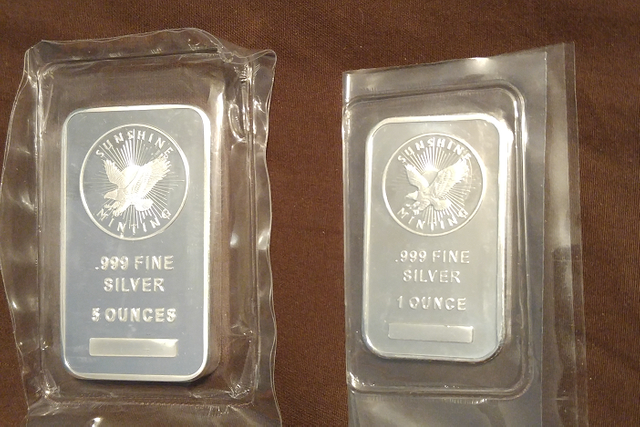 SUNSHINE
MINTING
.999 FINE
SILVER
5 OUNCES
SUNSHINE
MINTING
.999 FINE
SILVER
1 OUNCE